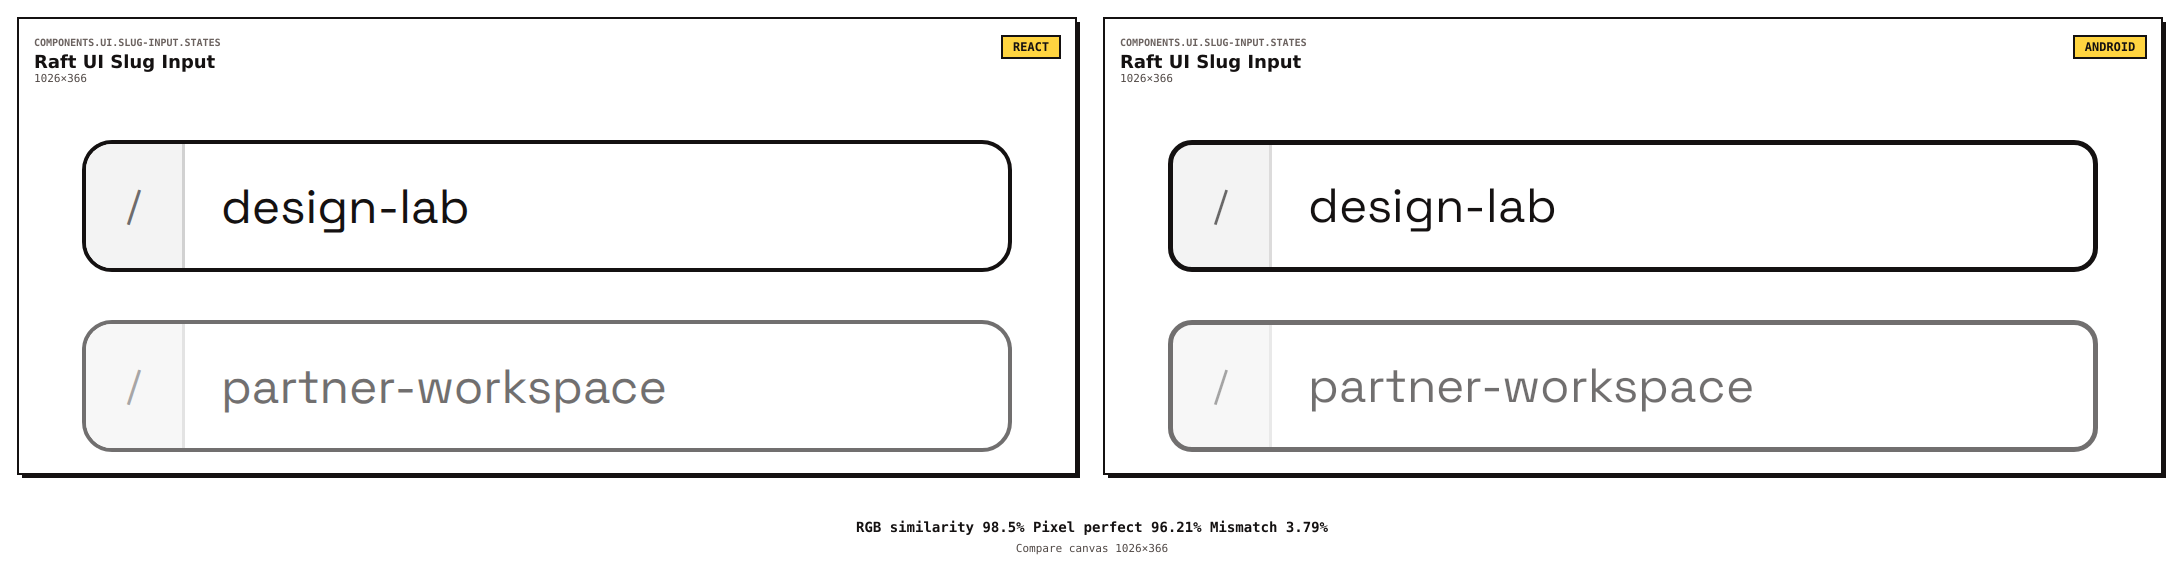 COMPONENTS.UI.SLUG-INPUT.STATES
Raft UI Slug Input
1026×366
REACT
/ design-lab
/ partner-workspace
COMPONENTS.UI.SLUG-INPUT.STATES
Raft UI Slug Input
1026×366
ANDROID
/ design-lab
/ partner-workspace
RGB similarity 98.5% Pixel perfect 96.21% Mismatch 3.79%
Compare canvas 1026×366